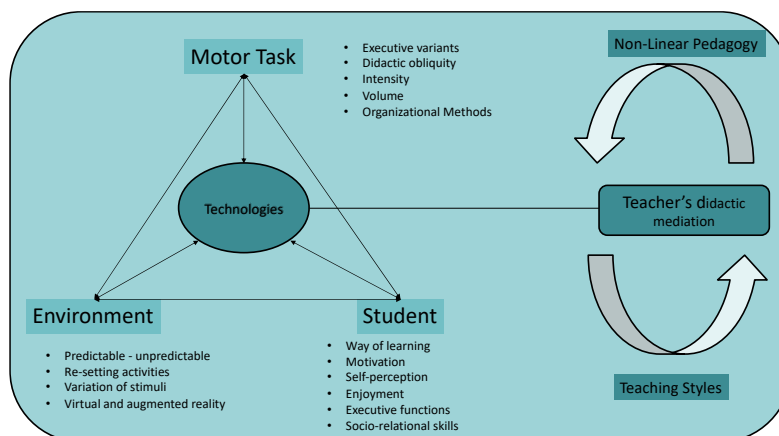 Motor Task
• Executive variants
• Didactic obliquity
• Intensity
• Volume
• Organizational Methods
Non-Linear Pedagogy
Technologies
Teacher's didactic
mediation
Environment
• Predictable - unpredictable
• Re-setting activities
• Variation of stimuli
• Virtual and augmented reality
Student
• Way of learning
• Motivation
• Self-perception
• Enjoyment
• Executive functions
• Socio-relational skills
Teaching Styles